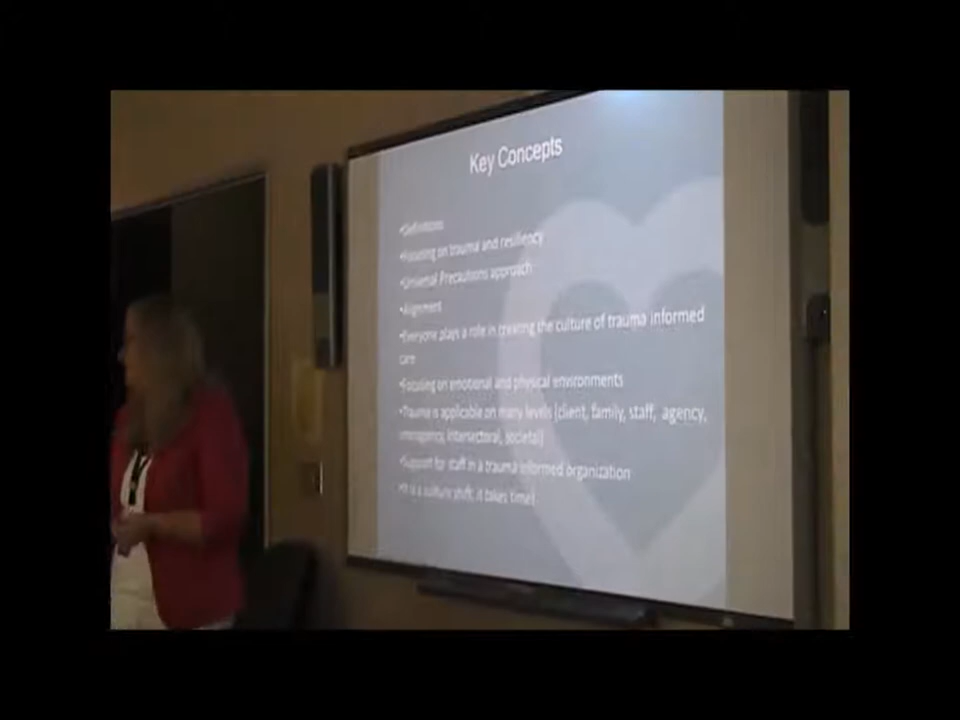 Key Concepts
•Definitions
•Focusing on trauma and resiliency
•Universal Precautions approach
•Alignment
•Everyone plays a role in creating the culture of trauma informed
care
•Focusing on emotional and physical environments
•Trauma is applicable on many levels (client, family, staff, agency,
intersectoral, societal)
•Support for staff in a trauma informed organization
•It is a culture shift; it takes time!